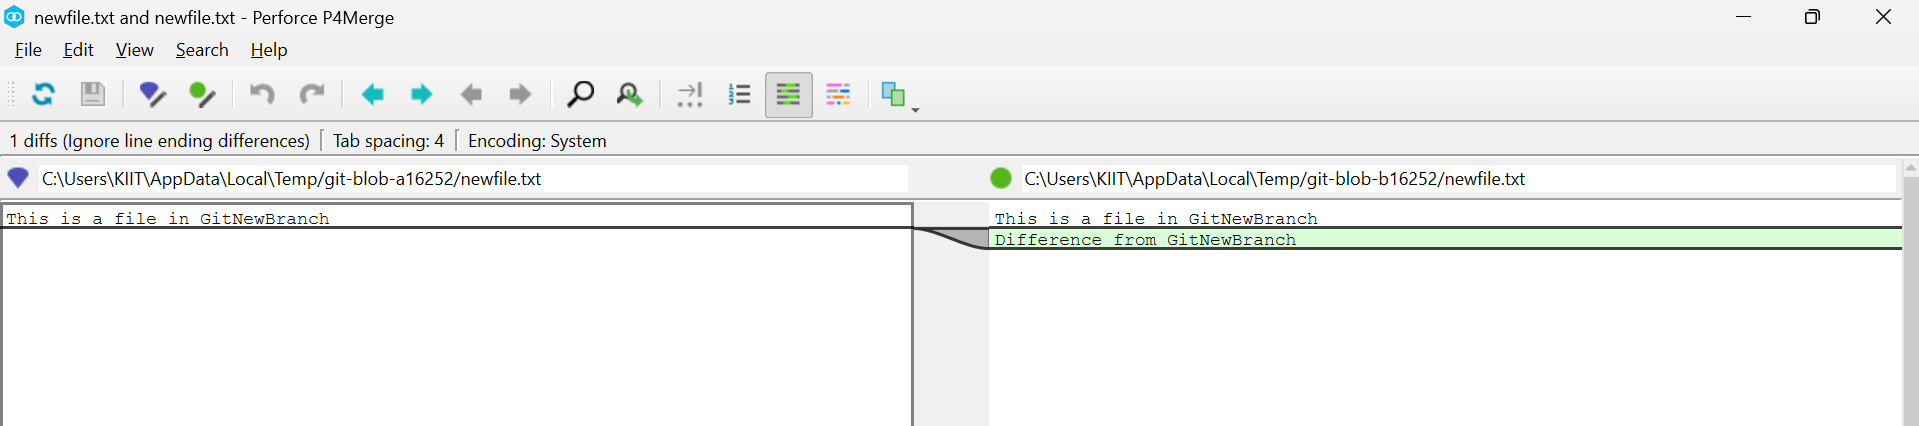 newfile.txt and newfile.txt - Perforce P4Merge
File Edit View Search Help
1 diffs (Ignore line ending differences) Tab spacing: 4 Encoding: System
C:\Users\KIIT\AppData\Local\Temp/git-blob-a16252/newfile.txt
C:\Users\KIIT\AppData\Local\Temp/git-blob-b16252/newfile.txt
This is a file in GitNewBranch
This is a file in GitNewBranch
Difference from GitNewBranch